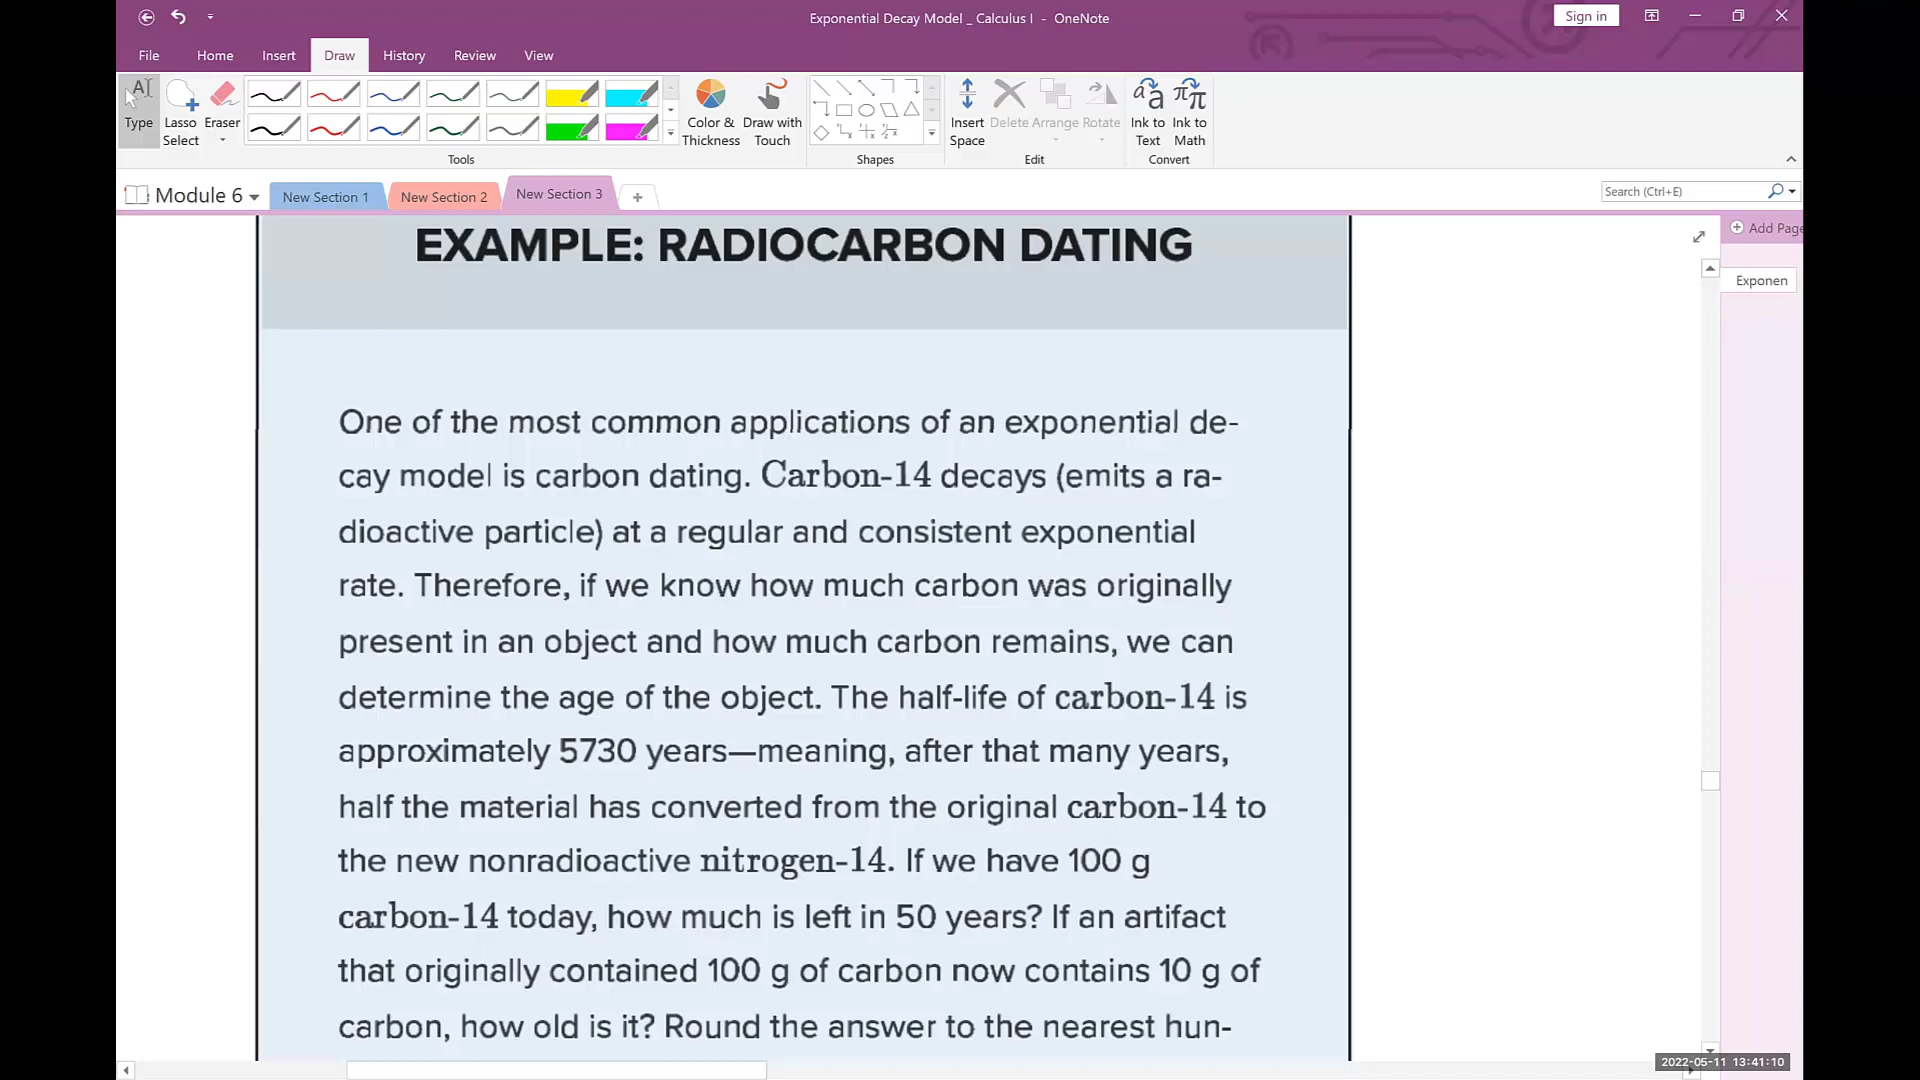 Exponential Decay Model _ Calculus I - OneNote
Sign in
File Home Insert Draw History Review View
Type
Lasso Select
Eraser
Color & Thickness
Draw with Touch
Insert Space
Delete Arrange Rotate
Ink to Text
Ink to Math
Tools Shapes Edit Convert
Module 6 New Section 1 New Section 2 New Section 3 +
Search (Ctrl+E)
Add Page
Exponen
EXAMPLE: RADIOCARBON DATING
One of the most common applications of an exponential de-
cay model is carbon dating. Carbon-14 decays (emits a ra-
dioactive particle) at a regular and consistent exponential
rate. Therefore, if we know how much carbon was originally
present in an object and how much carbon remains, we can
determine the age of the object. The half-life of carbon-14 is
approximately 5730 years—meaning, after that many years,
half the material has converted from the original carbon-14 to
the new nonradioactive nitrogen-14. If we have 100 g
carbon-14 today, how much is left in 50 years? If an artifact
that originally contained 100 g of carbon now contains 10 g of
carbon, how old is it? Round the answer to the nearest hun-
2022-05-11 13:41:10